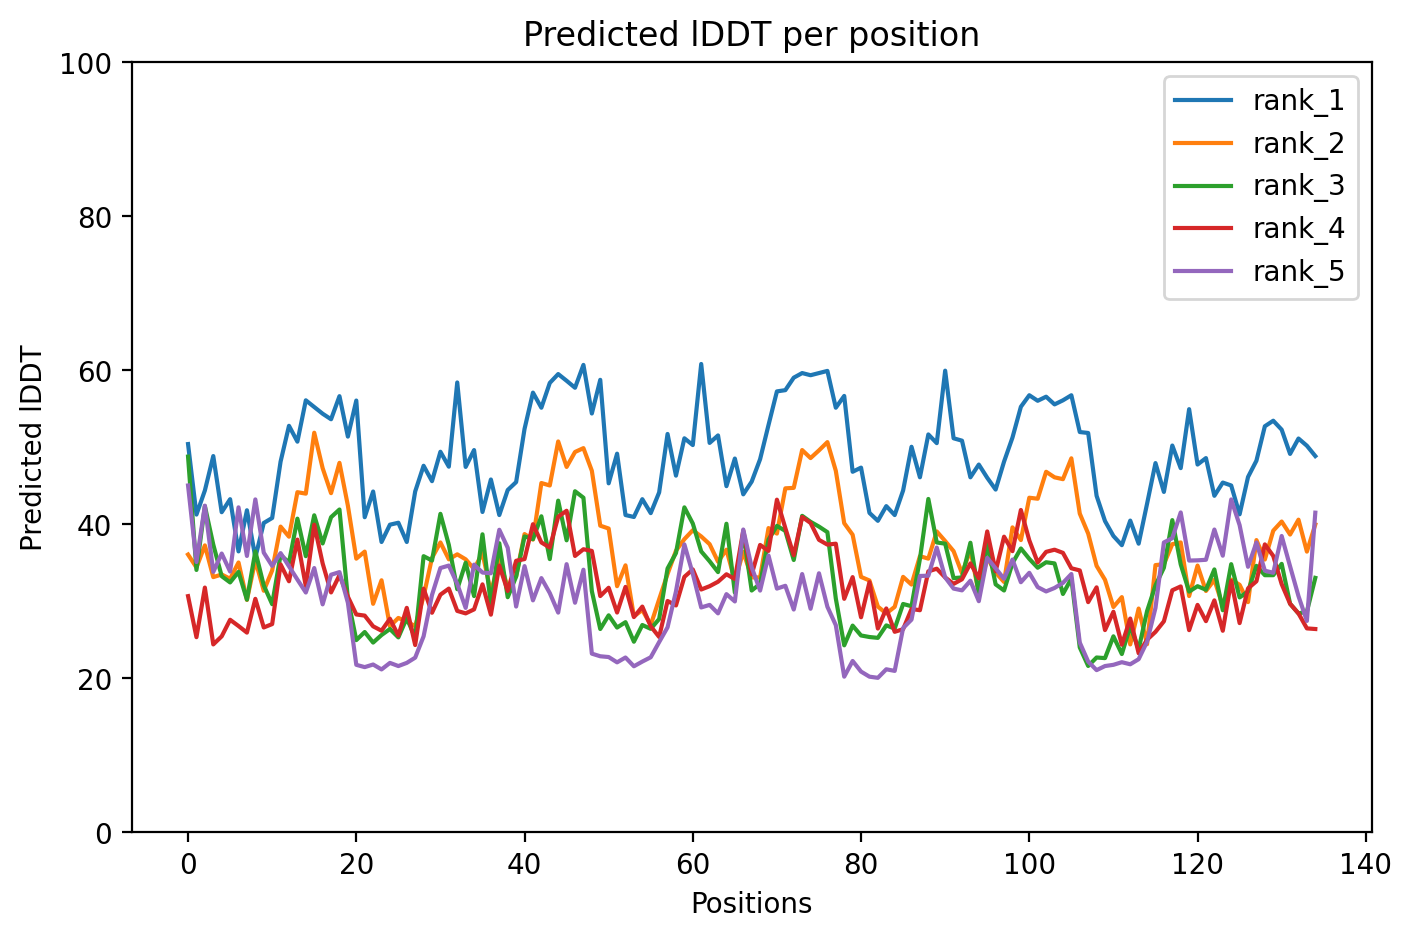 Predicted lDDT per position
100
80
60
40
20
0
Predicted lDDT
rank_1
rank_2
rank_3
rank_4
rank_5
0 20 40 60 80 100 120 140
Positions